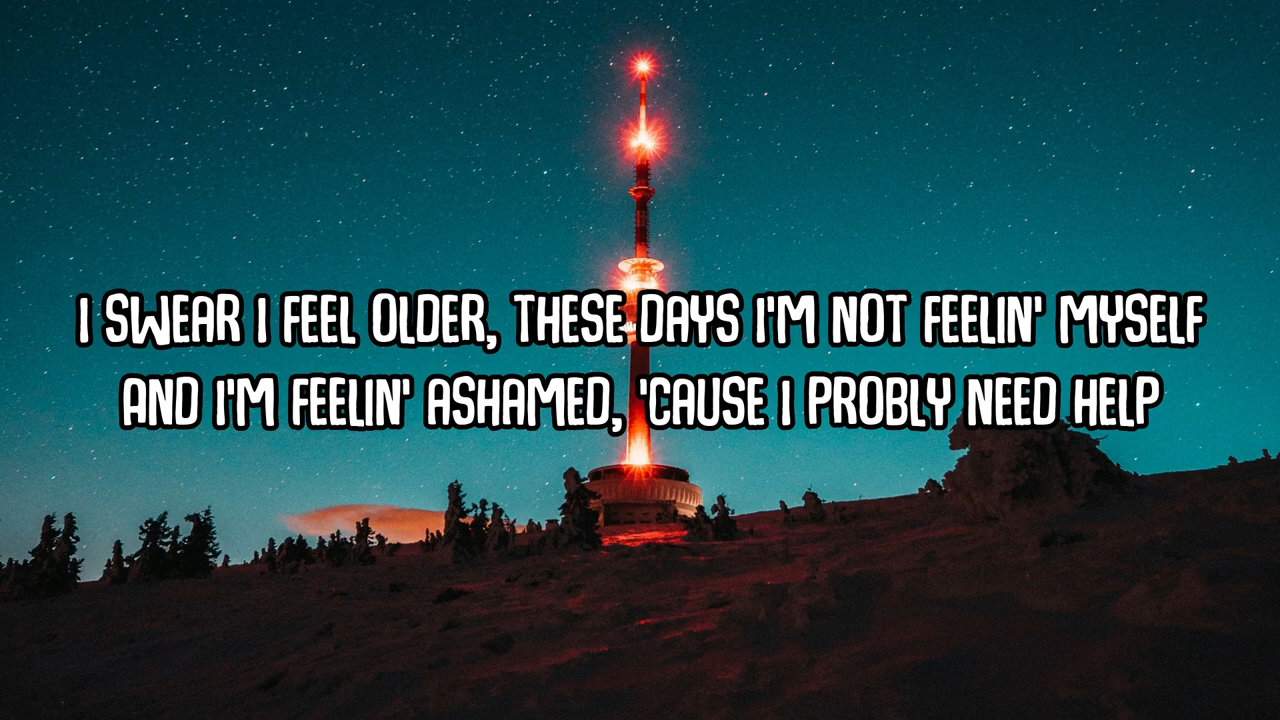 I SWEAR I FEEL OLDER, THESE DAYS I'M NOT FEELIN' MYSELF
AND I'M FEELIN' ASHAMED, 'CAUSE I PROBLY NEED HELP